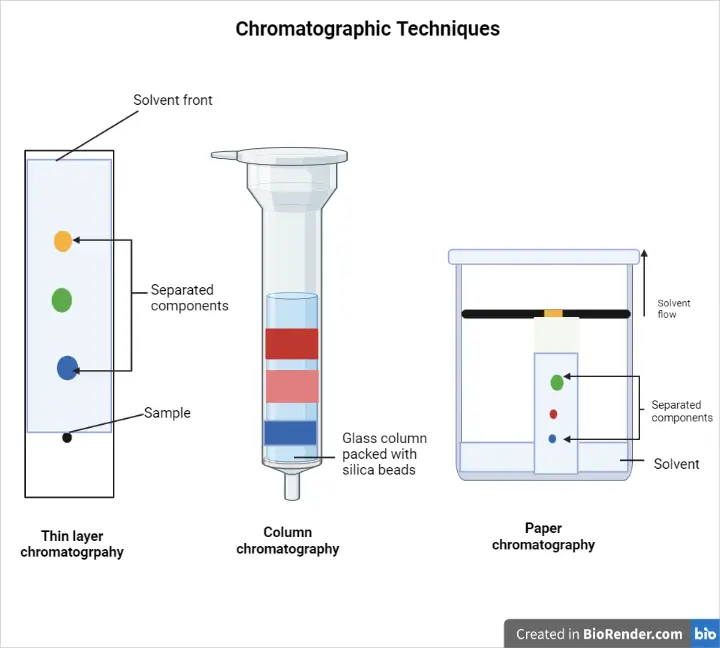 Chromatographic Techniques
Solvent front
Separated
components
Sample
Thin layer
chromatogrpahy
Glass column
packed with
silica beads
Column
chromatography
Solvent
flow
Separated
components
Solvent
Paper
chromatography
Created in BioRender.com bio